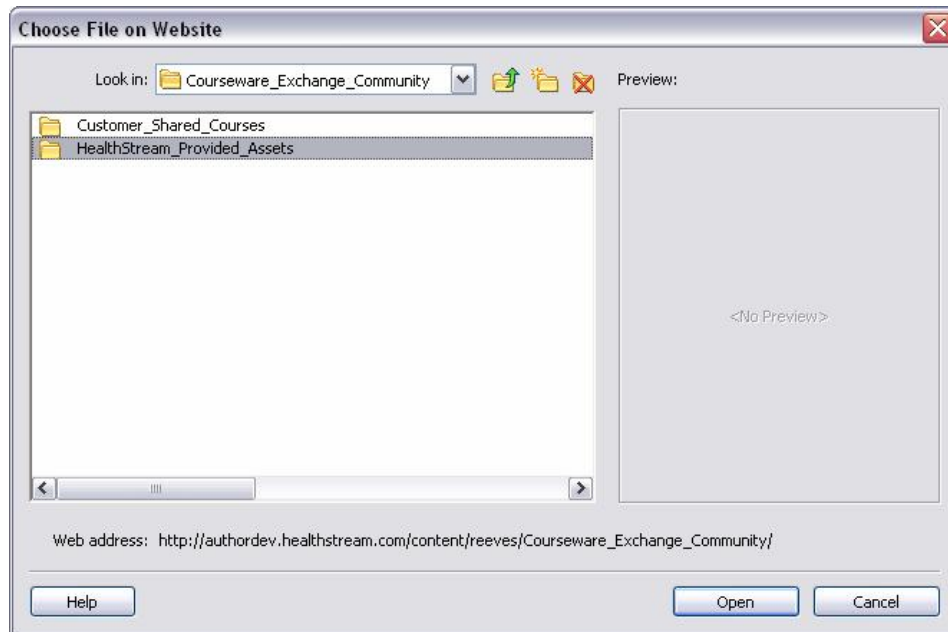 Choose File on Website
Look in: Courseware_Exchange_Community Preview:
Customer_Shared_Courses
HealthStream_Provided_Assets
<No Preview>
Web address: http://authordev.healthstream.com/content/reeves/Courseware_Exchange_Community/
Help Open Cancel